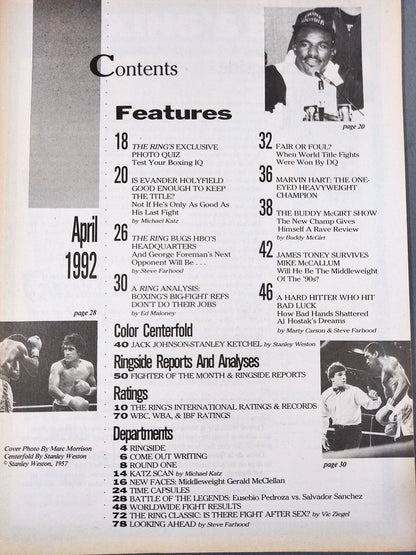 Contents
Features
page 20
18 THE RING'S EXCLUSIVE
PHOTO QUIZ
Test Your Boxing IQ
20 IS EVANDER HOLYFIELD
GOOD ENOUGH TO KEEP
THE TITLE?
Not If He's Only As Good As
His Last Fight
by Michael Katz
26 THE RING BUGS HBO'S
HEADQUARTERS
And George Foreman's Next
Opponent Will Be . . .
by Steve Farhood
30 A RING ANALYSIS:
BOXING'S BIG-FIGHT REFS
DON'T DO THEIR JOBS
by Ed Maloney
32 FAIR OR FOUL?
When World Title Fights
Were Won By DQ
36 MARVIN HART: THE ONE-
EYED HEAVYWEIGHT
CHAMPION
38 THE BUDDY McGIRT SHOW
The New Champ Gives
Himself A Rave Review
by Buddy McGirt
42 JAMES TONEY SURVIVES
MIKE McCALLUM
Will He Be The Middleweight
Of The '90s?
46 A HARD HITTER WHO HIT
BAD LUCK
How Bad Hands Shattered
Al Hostak's Dreams
by Marty Carson & Steve Farhood
April
1992
page 28
Color Centerfold
40 JACK JOHNSON-STANLEY KETCHEL by Stanley Weston
Ringside Reports And Analyses
50 FIGHTER OF THE MONTH & RINGSIDE REPORTS
Ratings
10 THE RING'S INTERNATIONAL RATINGS & RECORDS
70 WBC, WBA, & IBF RATINGS
Departments
4 RINGSIDE
6 COME OUT WRITING
8 ROUND ONE
14 KATZ SCAN by Michael Katz
16 NEW FACES: Middleweight Gerald McClellan
24 TIME CAPSULES
28 BATTLE OF THE LEGENDS: Eusebio Pedroza vs. Salvador Sanchez
48 WORLDWIDE FIGHT RESULTS
72 THE RING CLASSIC: IS THERE FIGHT AFTER SEX? by Vic Ziegel
78 LOOKING AHEAD by Steve Farhood
page 30
Cover Photo By Marc Morrison
Centerfold By Stanley Weston
© Stanley Weston, 1957